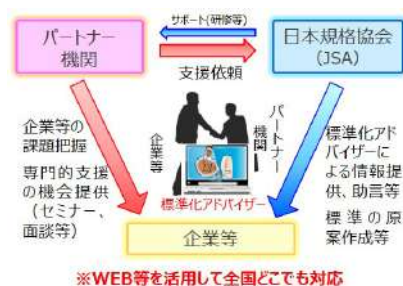 サポート(研修等)
パートナー
機関
日本規格協会
(JSA)
支援依頼
企業等の
課題把握
専門的支援
の機会提供
(セミナー、
面談等)
企業等
パートナー
機関
標準化アドバイザー
標準化アド
バイザーに
よる情報提
供、助言等
標準の原
案作成等
企業等
※WEB等を活用して全国どこでも対応